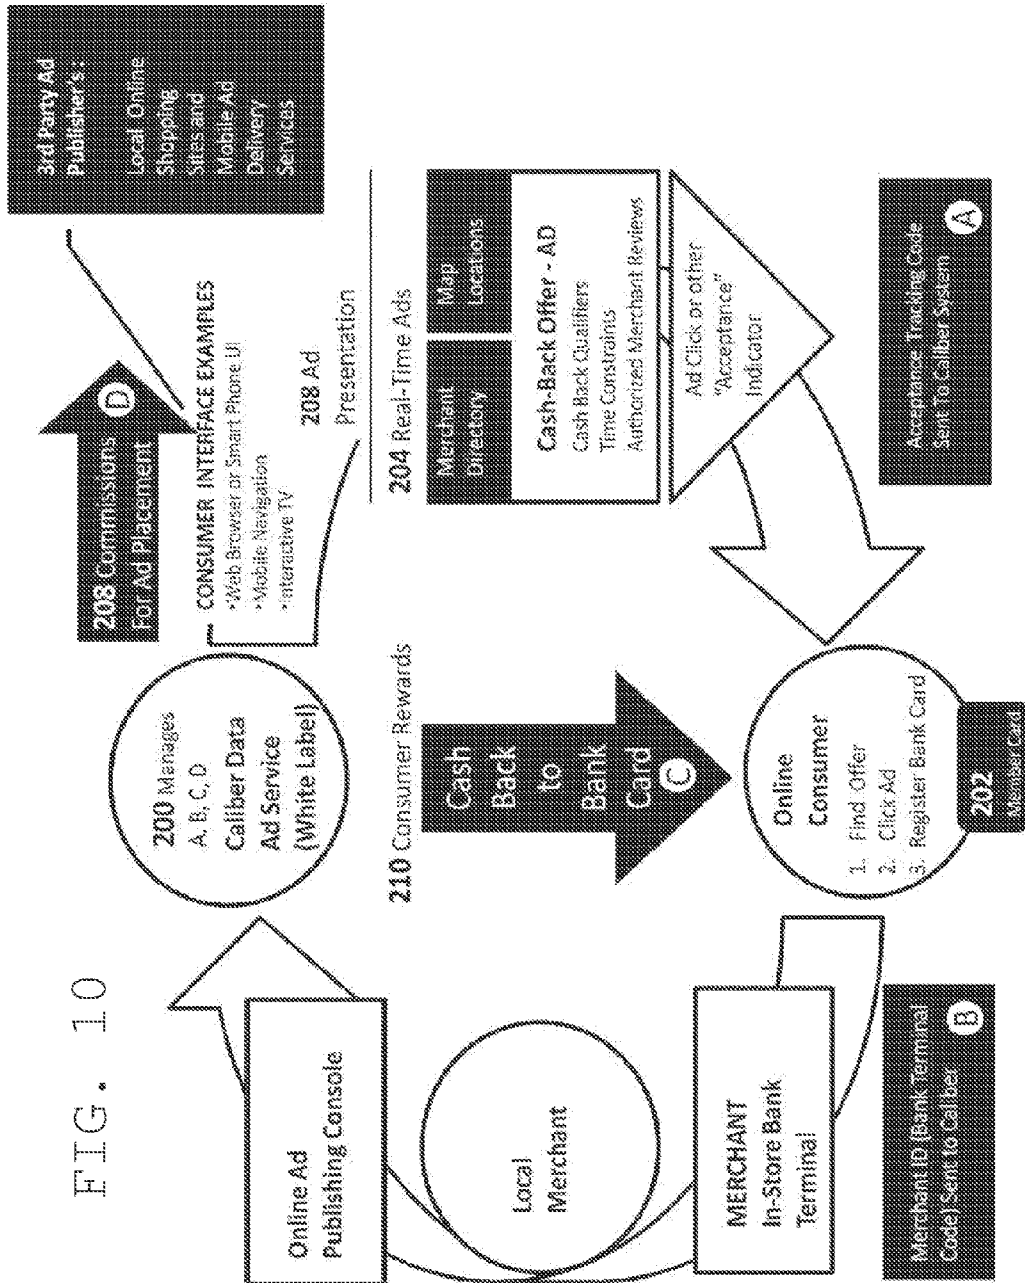 FIG. 10
Online Ad
Publishing Console
Local
Merchant
MERCHANT
In-Store Bank
Terminal
Merchant ID (Bank Terminal
Code) Sent to Caliber
B
200 Manages
A, B, C, D
Caliber Data
Ad Service
(White Label)
210 Consumer Rewards
Cash
Back
to
Bank
Card
C
Online
Consumer
1. Find Offer
2. Click Ad
3. Register Bank Card
202
Member Card
208 Commissions
For Ad Placement
D
CONSUMER INTERFACE EXAMPLES
•Web Browser or Smart Phone UI
•Mobile Navigation
•Interactive TV
208 Ad
Presentation
204 Real-Time Ads
Merchant
Directory
Map
Locations
Cash-Back Offer - AD
Cash Back Qualifiers
Time Constraints
Authorized Merchant Reviews
Ad Click or other
"Acceptance"
Indicator
Acceptance Tracking Code
Sent To Caliber System
A
3rd Party Ad
Publisher's :
Local Online
Shopping
Sites and
Mobile Ad
Delivery
Services